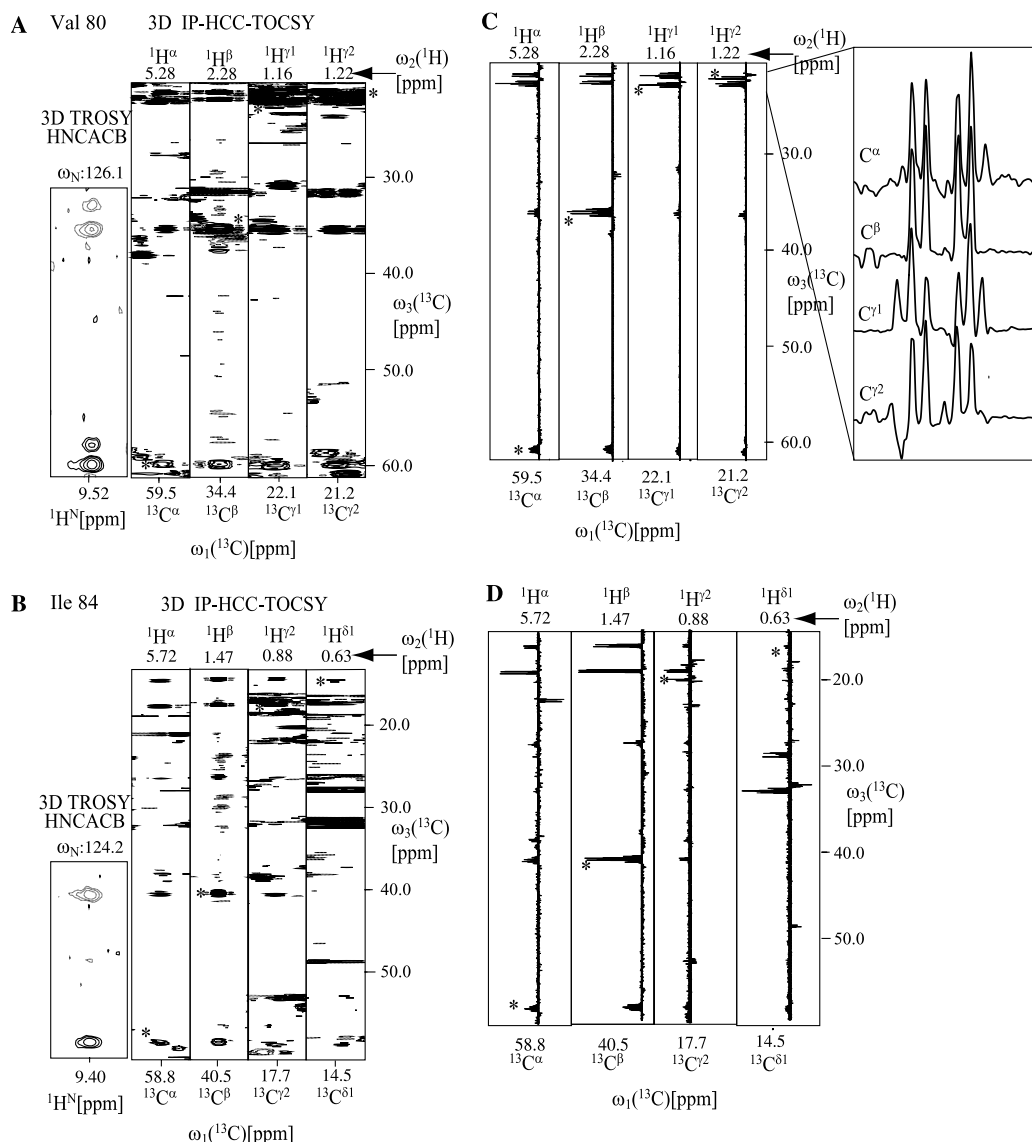 A Val 80 3D IP-HCC-TOCSY
¹Hᵅ ¹Hᵝ ¹Hᵞ¹ ¹Hᵞ² ω₂(¹H)
5.28 2.28 1.16 1.22 [ppm]
3D TROSY
HNCACB
ωN:126.1
*
*
*
*
30.0
40.0
ω₃(¹³C)
[ppm]
50.0
60.0
9.52 59.5 34.4 22.1 21.2
¹Hᴺ[ppm] ¹³Cᵅ ¹³Cᵝ ¹³Cᵞ¹ ¹³Cᵞ²
ω₁(¹³C)[ppm]
C
¹Hᵅ ¹Hᵝ ¹Hᵞ¹ ¹Hᵞ² ω₂(¹H)
5.28 2.28 1.16 1.22 [ppm]
*
*
*
*
30.0
40.0
ω₃(¹³C)
[ppm]
50.0
60.0
59.5 34.4 22.1 21.2
¹³Cᵅ ¹³Cᵝ ¹³Cᵞ¹ ¹³Cᵞ²
ω₁(¹³C)[ppm]
Cᵅ
Cᵝ
Cᵞ¹
Cᵞ²
B Ile 84 3D IP-HCC-TOCSY
¹Hᵅ ¹Hᵝ ¹Hᵞ² ¹Hᵟ¹ ω₂(¹H)
5.72 1.47 0.88 0.63 [ppm]
3D TROSY
HNCACB
ωN:124.2
*
*
*
*
20.0
30.0
ω₃(¹³C)
[ppm]
40.0
50.0
9.40 58.8 40.5 17.7 14.5
¹Hᴺ[ppm] ¹³Cᵅ ¹³Cᵝ ¹³Cᵞ² ¹³Cᵟ¹
ω₁(¹³C)[ppm]
D
¹Hᵅ ¹Hᵝ ¹Hᵞ² ¹Hᵟ¹ ω₂(¹H)
5.72 1.47 0.88 0.63 [ppm]
*
*
*
*
20.0
30.0
ω₃(¹³C)
[ppm]
40.0
50.0
58.8 40.5 17.7 14.5
¹³Cᵅ ¹³Cᵝ ¹³Cᵞ² ¹³Cᵟ¹
ω₁(¹³C)[ppm]